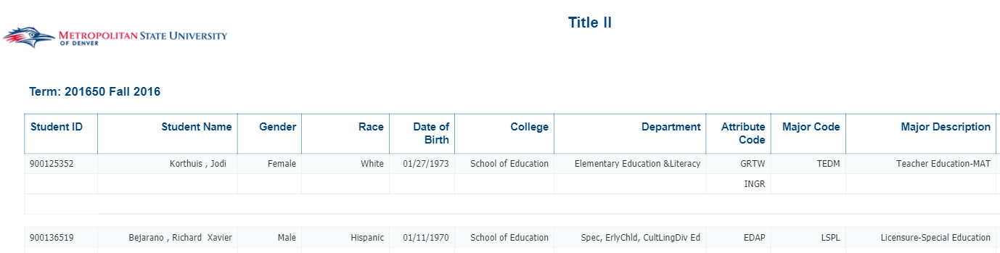 Title II
METROPOLITAN STATE UNIVERSITY
OF DENVER
Term: 201650 Fall 2016
Student ID Student Name Gender Race Date of Birth College Department Attribute Code Major Code Major Description
900125352 Korthuis , Jodi Female White 01/27/1973 School of Education Elementary Education &Literacy GRTW TEDM Teacher Education-MAT
INGR
900136519 Bejarano , Richard Xavier Male Hispanic 01/11/1970 School of Education Spec, ErlyChld, CultLingDiv Ed EDAP LSPL Licensure-Special Education